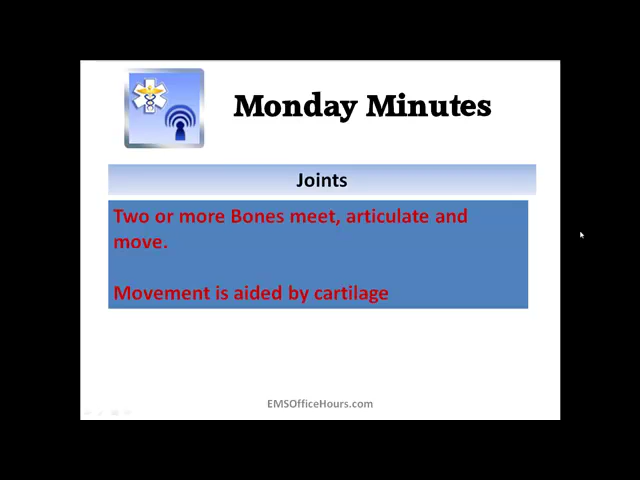 Monday Minutes
Joints
Two or more Bones meet, articulate and
move.
Movement is aided by cartilage
EMSOfficeHours.com